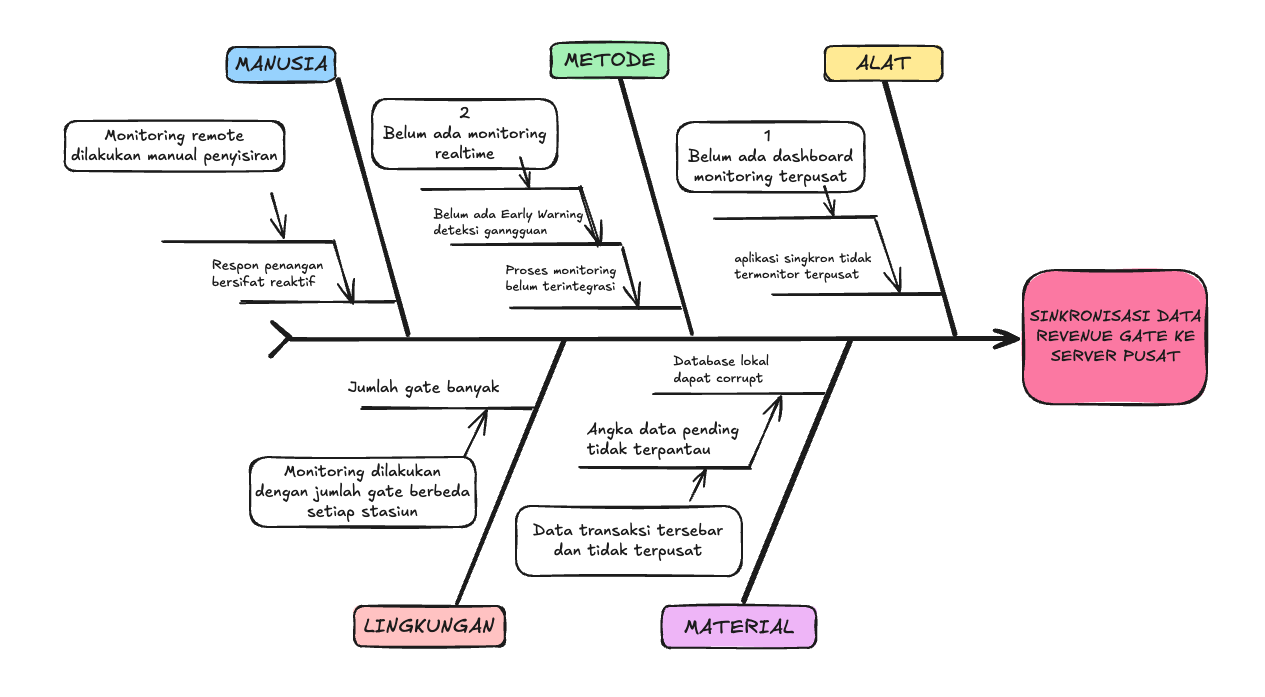 MANUSIA
METODE
ALAT
Monitoring remote
dilakukan manual penyisiran
2
Belum ada monitoring
realtime
1
Belum ada dashboard
monitoring terpusat
Respon penangan
bersifat reaktif
Belum ada Early Warning
deteksi ganngguan
Proses monitoring
belum terintegrasi
aplikasi singkron tidak
termonitor terpusat
SINKRONISASI DATA
REVENUE GATE KE
SERVER PUSAT
Jumlah gate banyak
Monitoring dilakukan
dengan jumlah gate berbeda
setiap stasiun
Database lokal
dapat corrupt
Angka data pending
tidak terpantau
Data transaksi tersebar
dan tidak terpusat
LINGKUNGAN
MATERIAL